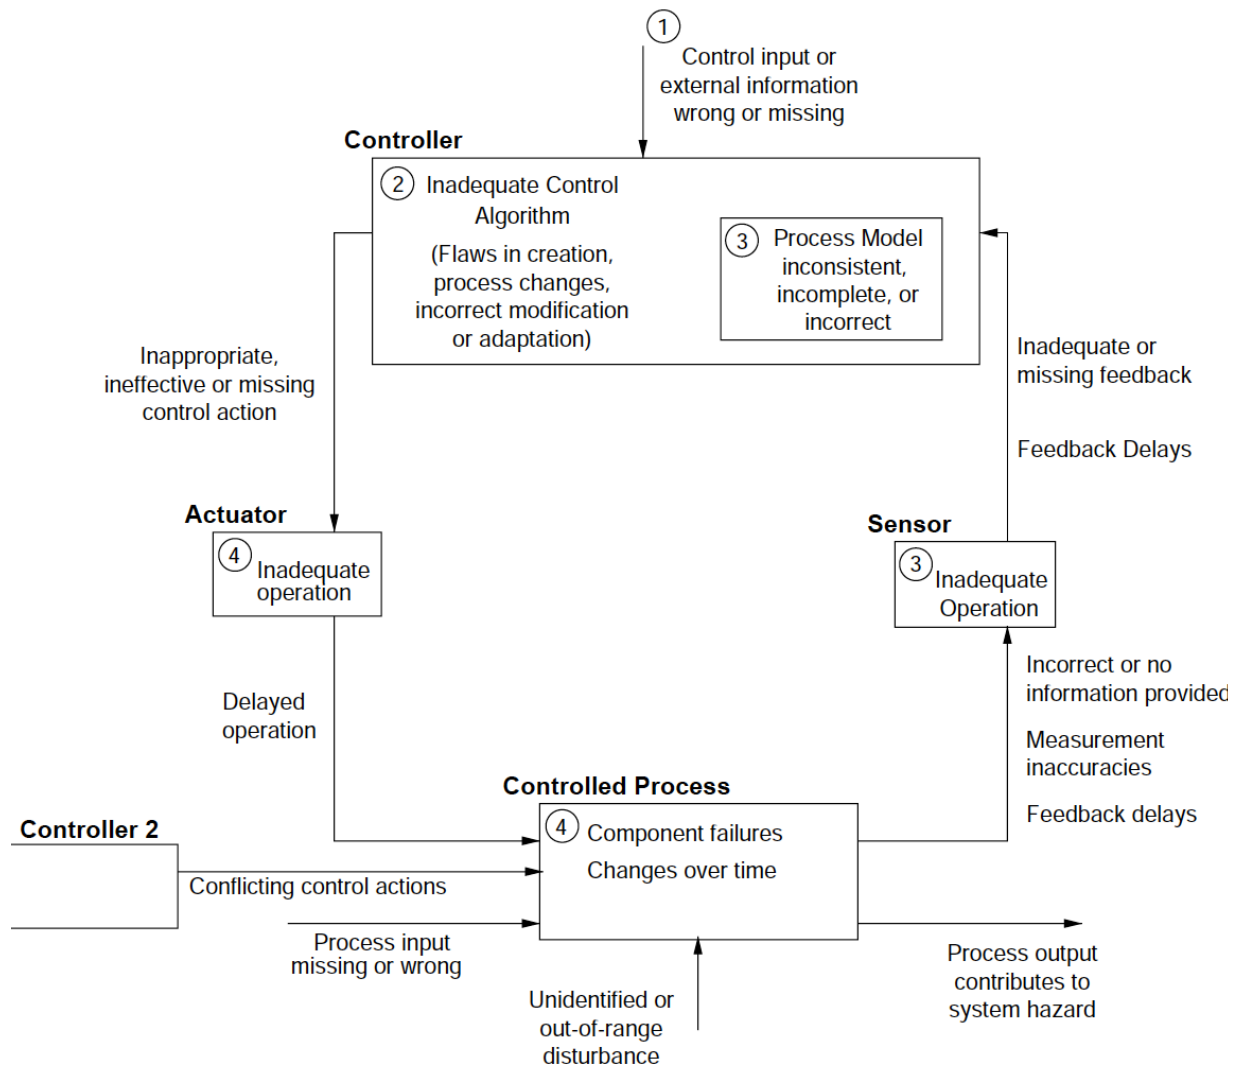 1
Control input or
external information
wrong or missing
Controller
2
Inadequate Control
Algorithm
(Flaws in creation,
process changes,
incorrect modification
or adaptation)
3
Process Model
inconsistent,
incomplete, or
incorrect
Inappropriate,
ineffective or missing
control action
Inadequate or
missing feedback
Feedback Delays
Actuator
4
Inadequate
operation
Sensor
3
Inadequate
Operation
Delayed
operation
Incorrect or no
information provided
Measurement
inaccuracies
Feedback delays
Controlled Process
4
Component failures
Changes over time
Controller 2
Conflicting control actions
Process input
missing or wrong
Unidentified or
out-of-range
disturbance
Process output
contributes to
system hazard